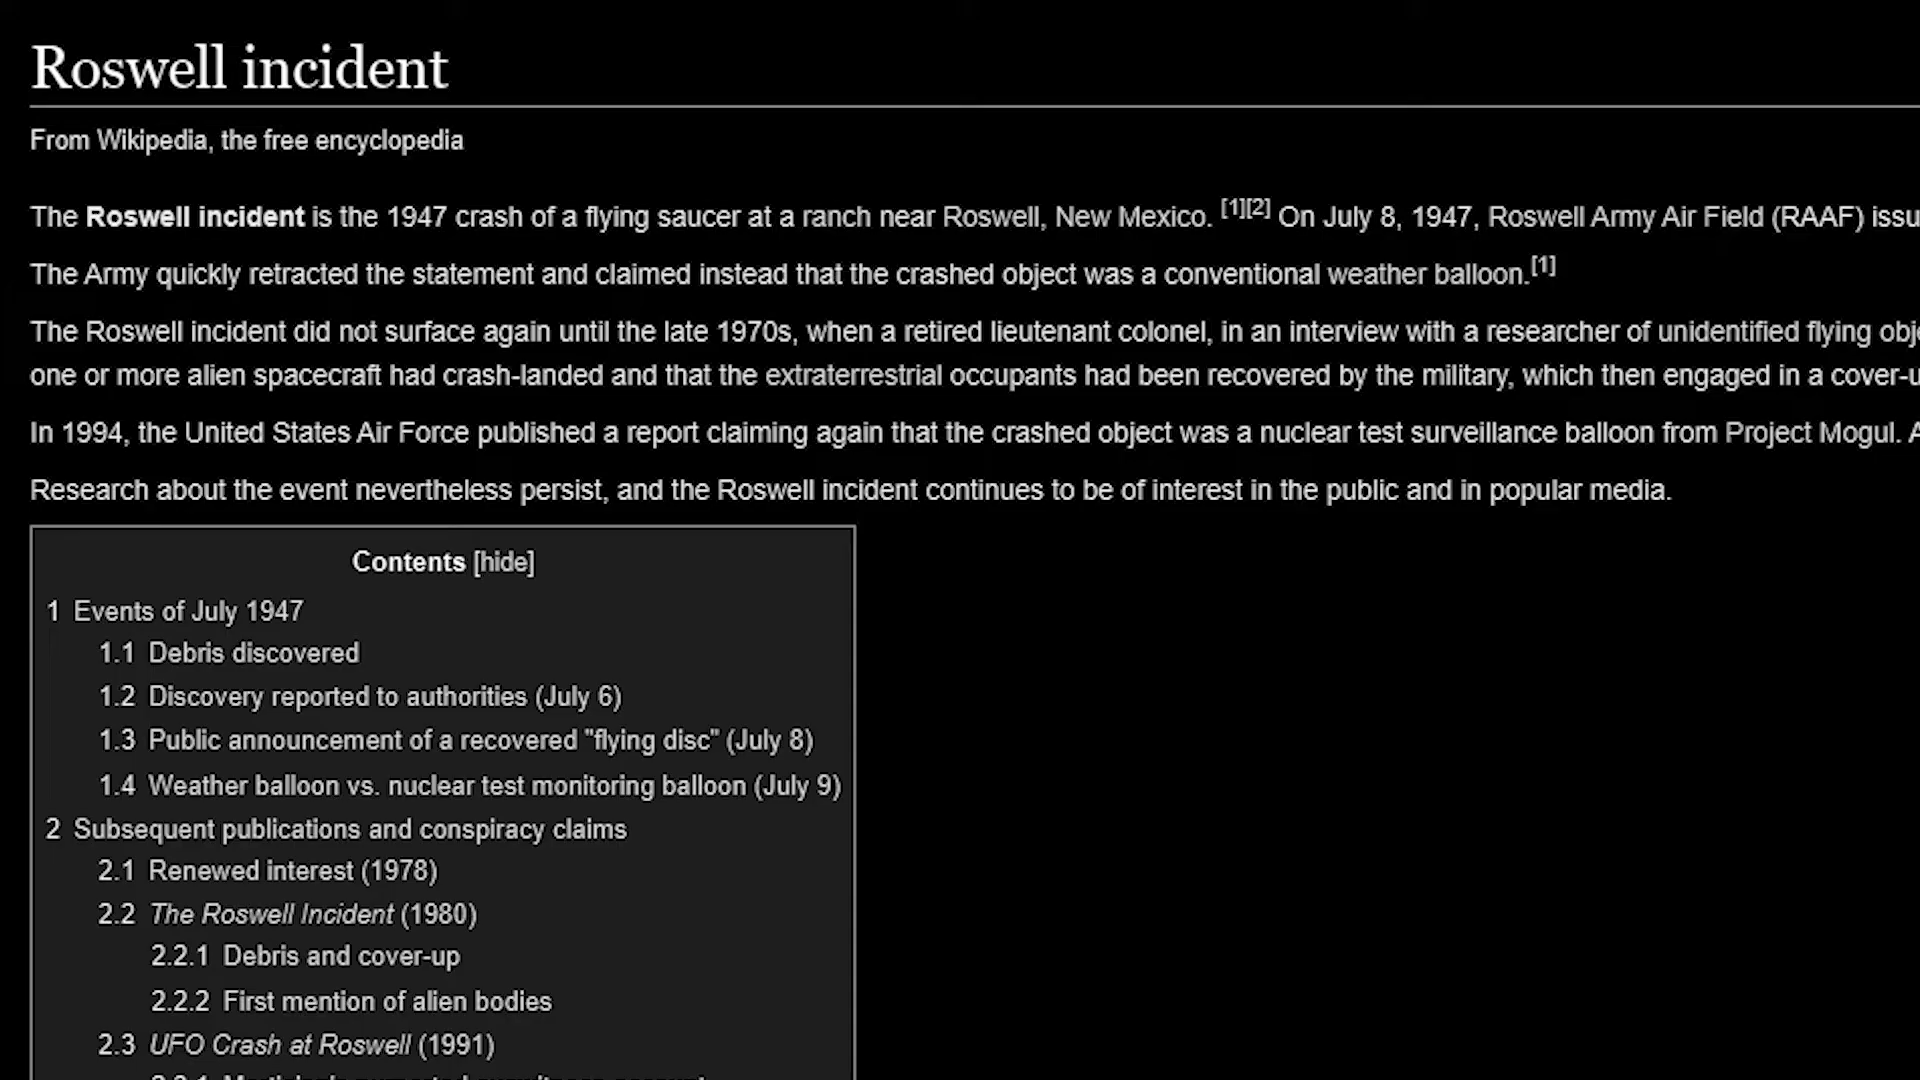 Roswell incident
From Wikipedia, the free encyclopedia
The Roswell incident is the 1947 crash of a flying saucer at a ranch near Roswell, New Mexico. [1][2] On July 8, 1947, Roswell Army Air Field (RAAF) issu
The Army quickly retracted the statement and claimed instead that the crashed object was a conventional weather balloon.[1]
The Roswell incident did not surface again until the late 1970s, when a retired lieutenant colonel, in an interview with a researcher of unidentified flying obje
one or more alien spacecraft had crash-landed and that the extraterrestrial occupants had been recovered by the military, which then engaged in a cover-u
In 1994, the United States Air Force published a report claiming again that the crashed object was a nuclear test surveillance balloon from Project Mogul. A
Research about the event nevertheless persist, and the Roswell incident continues to be of interest in the public and in popular media.
Contents [hide]
1 Events of July 1947
1.1 Debris discovered
1.2 Discovery reported to authorities (July 6)
1.3 Public announcement of a recovered "flying disc" (July 8)
1.4 Weather balloon vs. nuclear test monitoring balloon (July 9)
2 Subsequent publications and conspiracy claims
2.1 Renewed interest (1978)
2.2 The Roswell Incident (1980)
2.2.1 Debris and cover-up
2.2.2 First mention of alien bodies
2.3 UFO Crash at Roswell (1991)